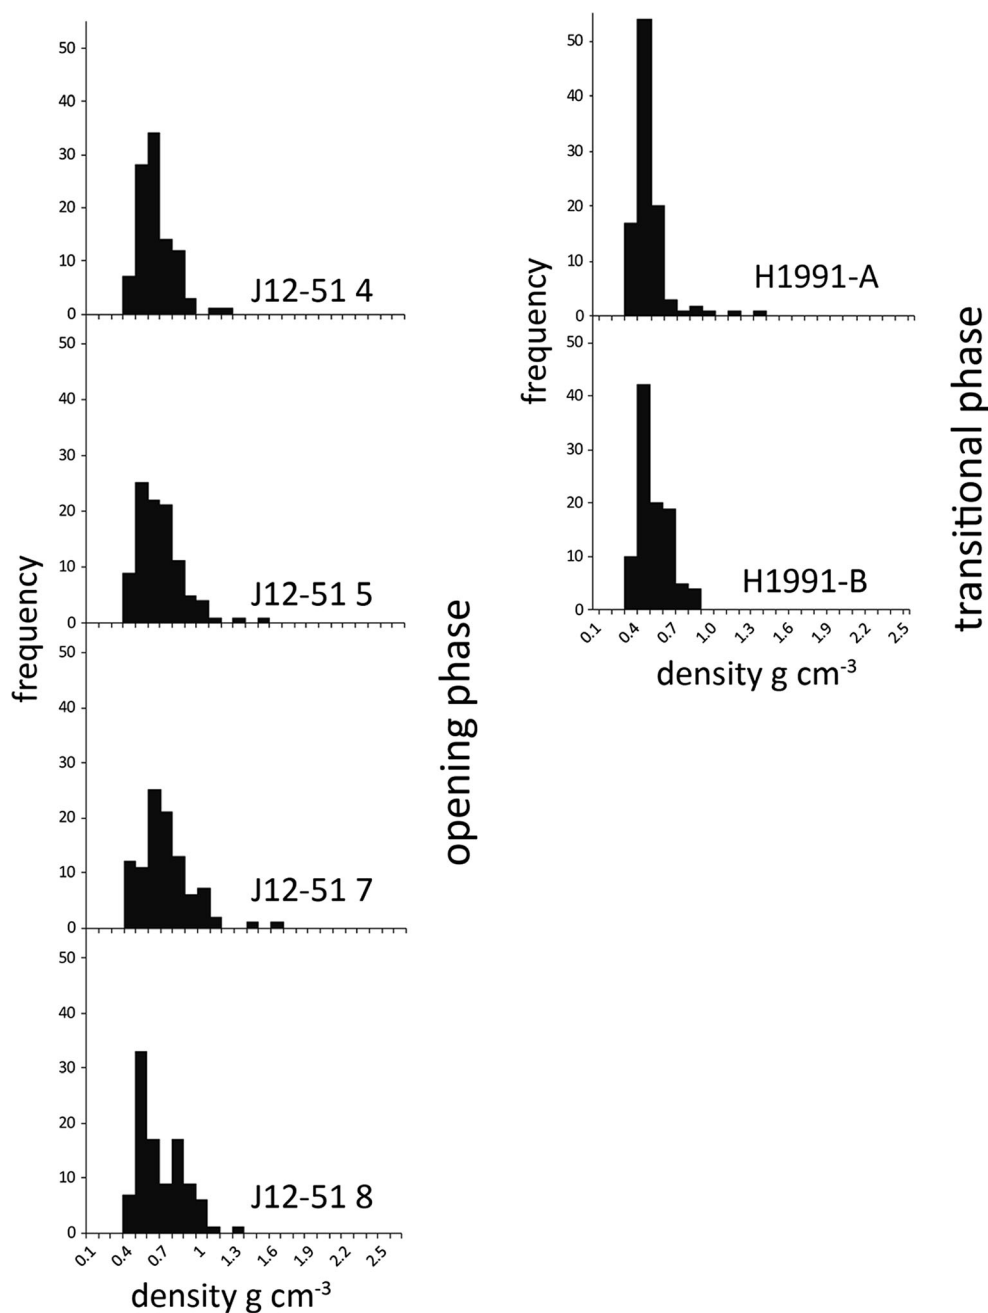 50
40
30
20
10
0
J12-51 4
50
40
30
20
10
0
J12-51 5
50
40
30
20
10
0
J12-51 7
50
40
30
20
10
0
J12-51 8
0.1 0.4 0.7 1 1.3 1.6 1.9 2.2 2.5
density g cm-3
frequency
opening phase
50
40
30
20
10
0
H1991-A
50
40
30
20
10
0
H1991-B
0.1 0.4 0.7 1.0 1.3 1.6 1.9 2.2 2.5
density g cm-3
frequency
transitional phase